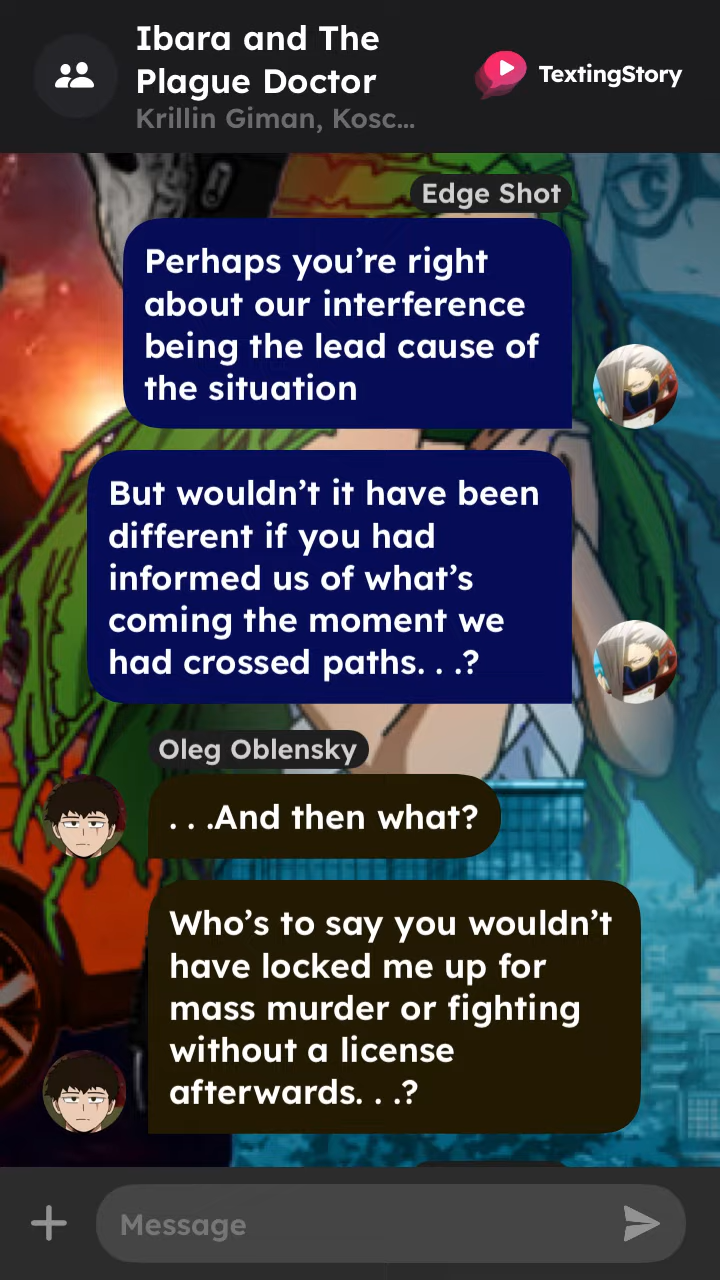 Ibara and The
Plague Doctor
Krillin Giman, Kosc...
TextingStory
Edge Shot
Perhaps you're right
about our interference
being the lead cause of
the situation
But wouldn't it have been
different if you had
informed us of what's
coming the moment we
had crossed paths. . .?
Oleg Oblensky
. . .And then what?
Who's to say you wouldn't
have locked me up for
mass murder or fighting
without a license
afterwards. . .?
Message